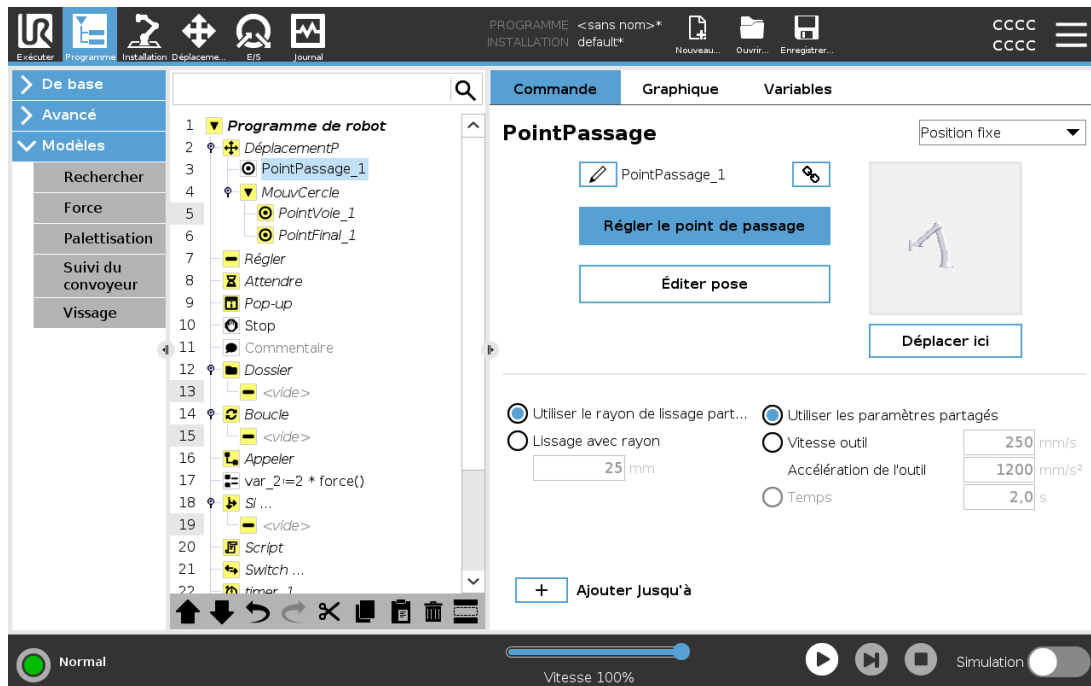 PROGRAMME <sans nom>*
INSTALLATION default*
CCCC
CCCC
Exécuter Programme Installation Déplaceme... E/S Journal Nouveau... Ouvrir... Enregistrer...
De base
Avancé
Modèles
Rechercher
Force
Palettisation
Suivi du
convoyeur
Vissage
1 Programme de robot
2 DéplacementP
3 PointPassage_1
4 MouvCercle
5 PointVoie_1
6 PointFinal_1
7 Régler
8 Attendre
9 Pop-up
10 Stop
11 Commentaire
12 Dossier
13 <vide>
14 Boucle
15 <vide>
16 Appeler
17 var_2:=2 * force()
18 Si ...
19 <vide>
20 Script
21 Switch ...
22 timer_1
Commande Graphique Variables
PointPassage
Position fixe
PointPassage_1
Régler le point de passage
Éditer pose
Déplacer ici
Utiliser le rayon de lissage part...
Lissage avec rayon
25 mm
Utiliser les paramètres partagés
Vitesse outil 250 mm/s
Accélération de l'outil 1200 mm/s²
Temps 2,0 s
+ Ajouter Jusqu'à
Normal
Vitesse 100%
Simulation